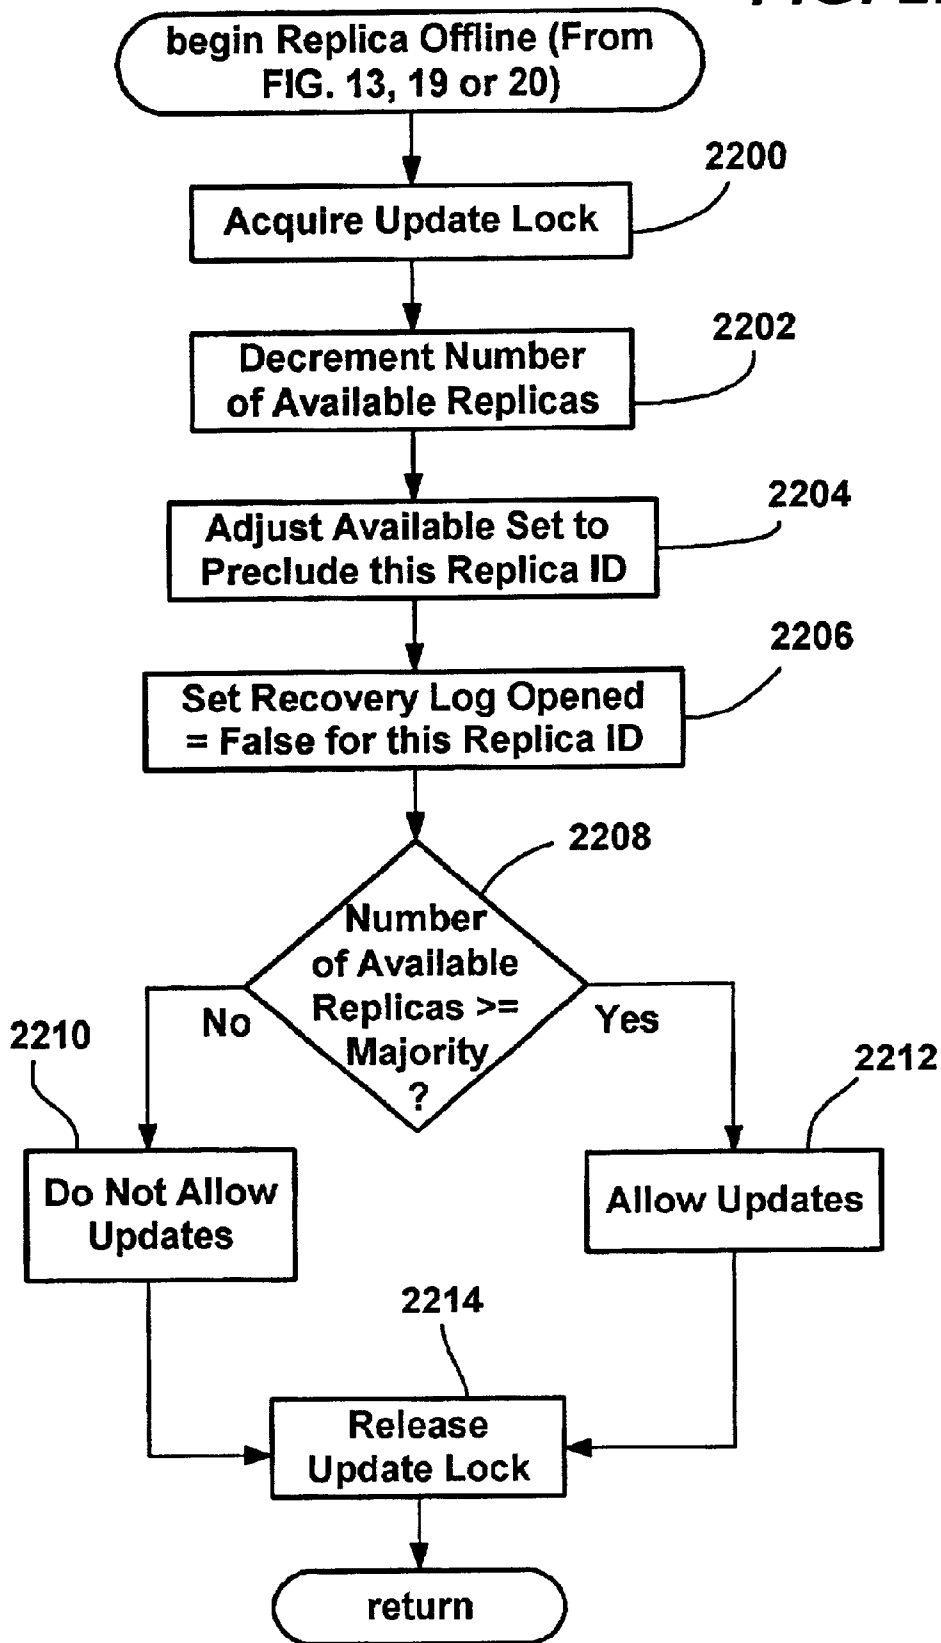 begin Replica Offline (From
FIG. 13, 19 or 20)
2200
Acquire Update Lock
2202
Decrement Number
of Available Replicas
2204
Adjust Available Set to
Preclude this Replica ID
2206
Set Recovery Log Opened
= False for this Replica ID
2208
Number
of Available
Replicas >=
Majority
?
No
Yes
2210
2212
Do Not Allow
Updates
Allow Updates
2214
Release
Update Lock
return